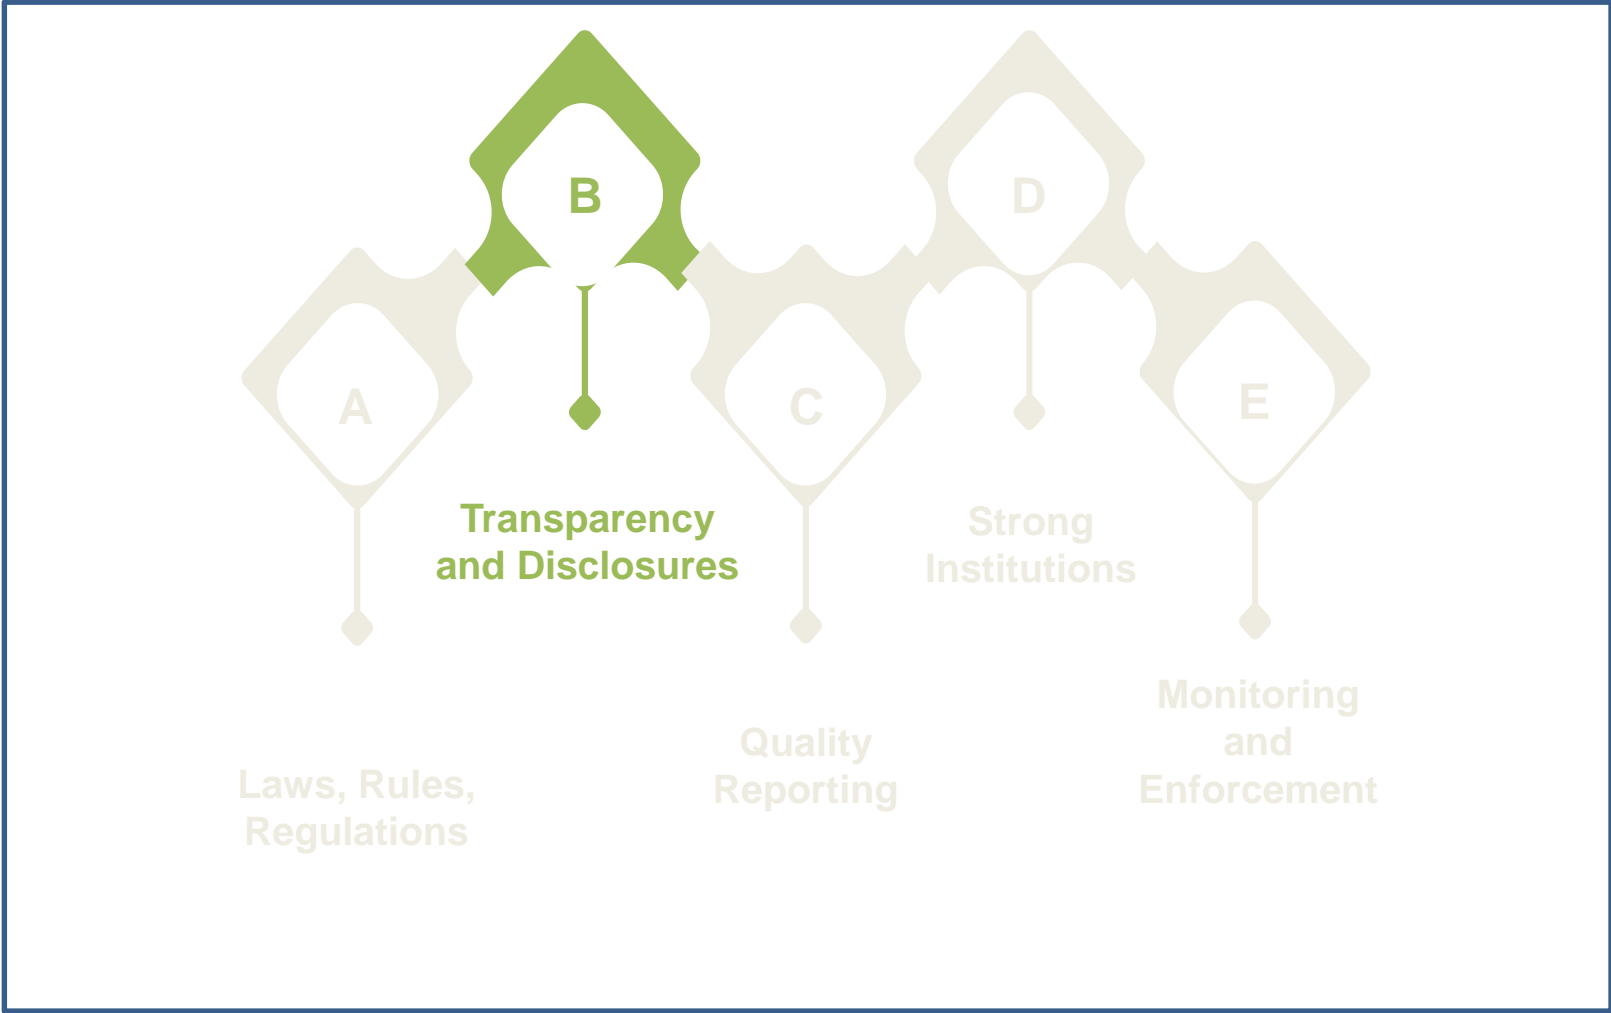 A
Laws, Rules,
Regulations
B
Transparency
and Disclosures
C
Quality
Reporting
D
Strong
Institutions
E
Monitoring
and
Enforcement